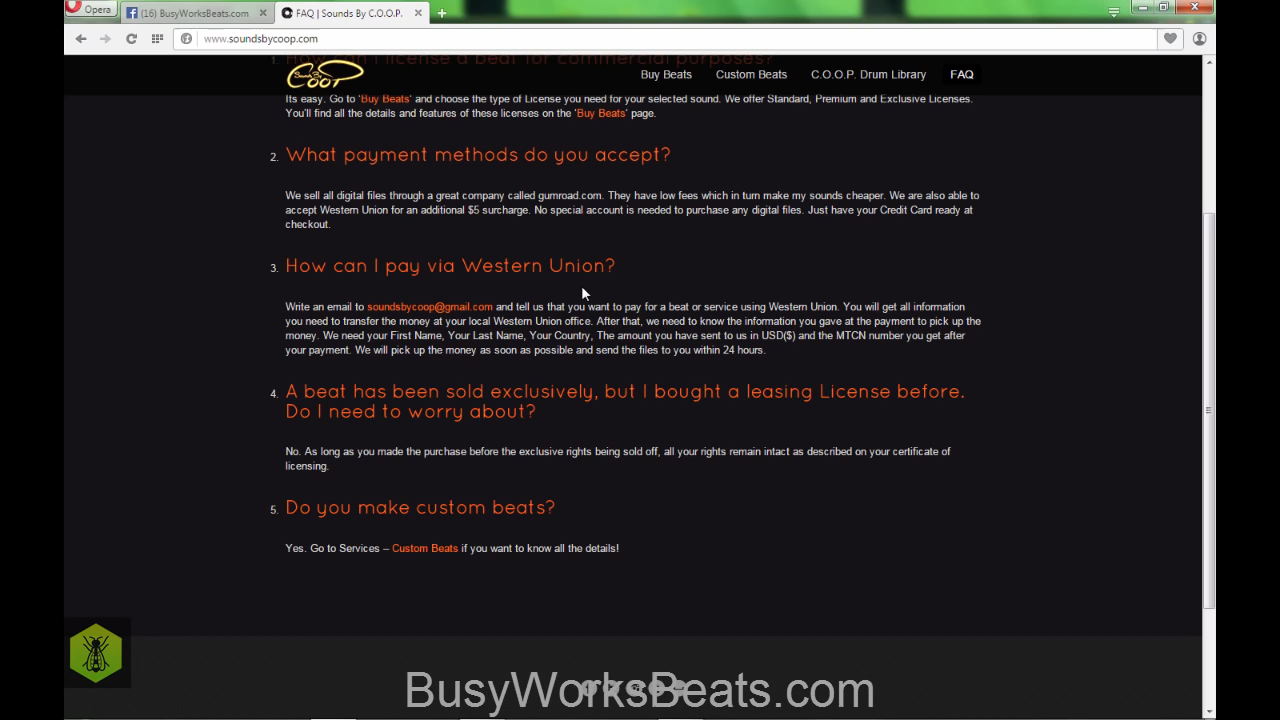 Opera
(16) BusyWorksBeats.com
FAQ | Sounds By C.O.O.P.
www.soundsbycoop.com
1. How can I license a beat for commercial purposes?
Sounds By
COOP
Buy Beats
Custom Beats
C.O.O.P. Drum Library
FAQ
Its easy. Go to 'Buy Beats' and choose the type of License you need for your selected sound. We offer Standard, Premium and Exclusive Licenses.
You'll find all the details and features of these licenses on the 'Buy Beats' page.
2. What payment methods do you accept?
We sell all digital files through a great company called gumroad.com. They have low fees which in turn make my sounds cheaper. We are also able to
accept Western Union for an additional $5 surcharge. No special account is needed to purchase any digital files. Just have your Credit Card ready at
checkout.
3. How can I pay via Western Union?
Write an email to soundsbycoop@gmail.com and tell us that you want to pay for a beat or service using Western Union. You will get all information
you need to transfer the money at your local Western Union office. After that, we need to know the information you gave at the payment to pick up the
money. We need your First Name, Your Last Name, Your Country, The amount you have sent to us in USD($) and the MTCN number you get after
your payment. We will pick up the money as soon as possible and send the files to you within 24 hours.
4. A beat has been sold exclusively, but I bought a leasing License before.
Do I need to worry about?
No. As long as you made the purchase before the exclusive rights being sold off, all your rights remain intact as described on your certificate of
licensing.
5. Do you make custom beats?
Yes. Go to Services – Custom Beats if you want to know all the details!
BusyWorksBeats.com